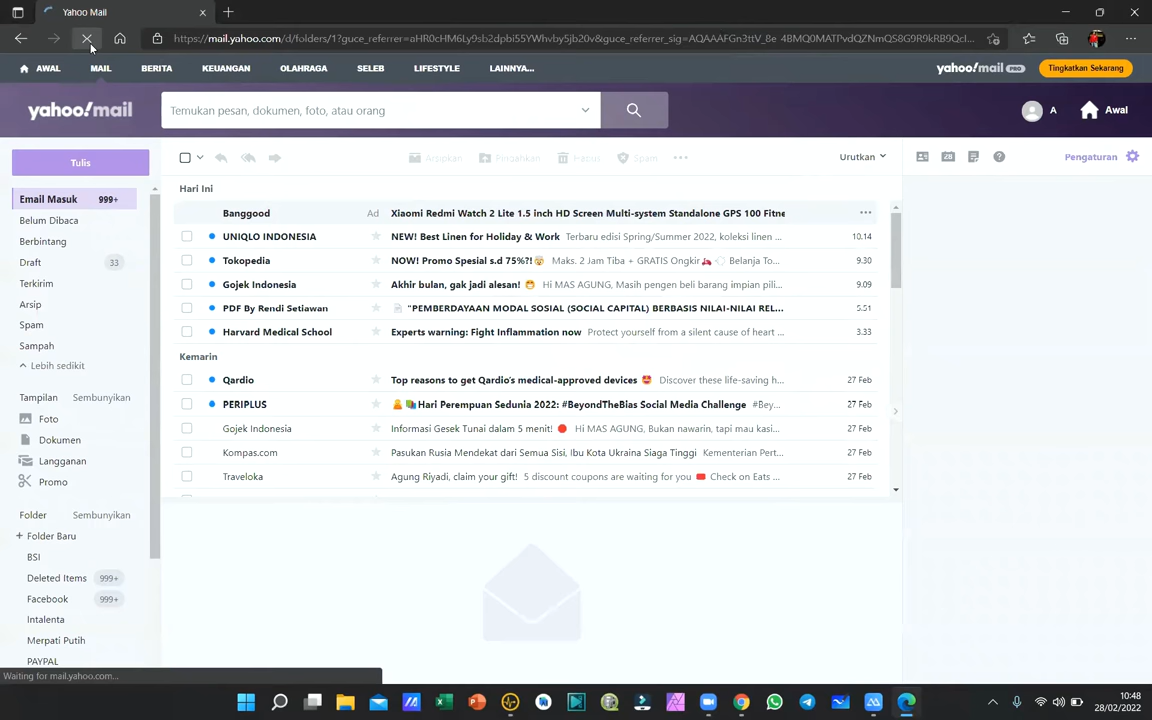 Yahoo Mail
https://mail.yahoo.com/d/folders/1?guce_referrer=
AWAL MAIL BERITA KEUANGAN OLAHRAGA SELEB LIFESTYLE LAINNYA... yahoo!mail PRO Tingkatkan Sekarang
yahoo!mail Temukan pesan, dokumen, foto, atau orang A Awal
Tulis Arsipkan Pindahkan Hapus Spam Urutkan 28 Pengaturan
Hari Ini
Email Masuk 999+
Banggood Ad Xiaomi Redmi Watch 2 Lite 1.5 inch HD Screen Multi-system Standalone GPS 100 Fitne
Belum Dibaca
UNIQLO INDONESIA NEW! Best Linen for Holiday & Work Terbaru edisi Spring/Summer 2022, koleksi linen ... 10.14
Berbintang
Tokopedia NOW! Promo Spesial s.d 75%?!🤯 Maks. 2 Jam Tiba + GRATIS Ongkir🛵💨 Belanja To... 9.30
Draft 33
Gojek Indonesia Akhir bulan, gak jadi alesan! 😁 Hi MAS AGUNG, Masih pengen beli barang impian pili... 9.09
Terkirim
Arsip
PDF By Rendi Setiawan "PEMBERDAYAAN MODAL SOSIAL (SOCIAL CAPITAL) BERBASIS NILAI-NILAI REL... 5.51
Spam
Harvard Medical School Experts warning: Fight Inflammation now Protect yourself from a silent cause of heart ... 3.33
Sampah
Kemarin
Lebih sedikit
Qardio Top reasons to get Qardio's medical-approved devices 🤩 Discover these life-saving h... 27 Feb
Tampilan Sembunyikan
PERIPLUS Hari Perempuan Sedunia 2022: #BeyondTheBias Social Media Challenge #Bey... 27 Feb
Foto
Gojek Indonesia Informasi Gesek Tunai dalam 5 menit! 🔴 Hi MAS AGUNG, Bukan nawarin, tapi mau kasi... 27 Feb
Dokumen
Kompas.com Pasukan Rusia Mendekat dari Semua Sisi, Ibu Kota Ukraina Siaga Tinggi Kementerian Pert... 27 Feb
Langganan
Traveloka Agung Riyadi, claim your gift! 5 discount coupons are waiting for you Check on Eats ... 27 Feb
Promo
Folder Sembunyikan
+ Folder Baru
BSI
Deleted Items 999+
Facebook 999+
Intalenta
Merpati Putih
PAYPAL
Waiting for mail.yahoo.com...
10:48
28/02/2022